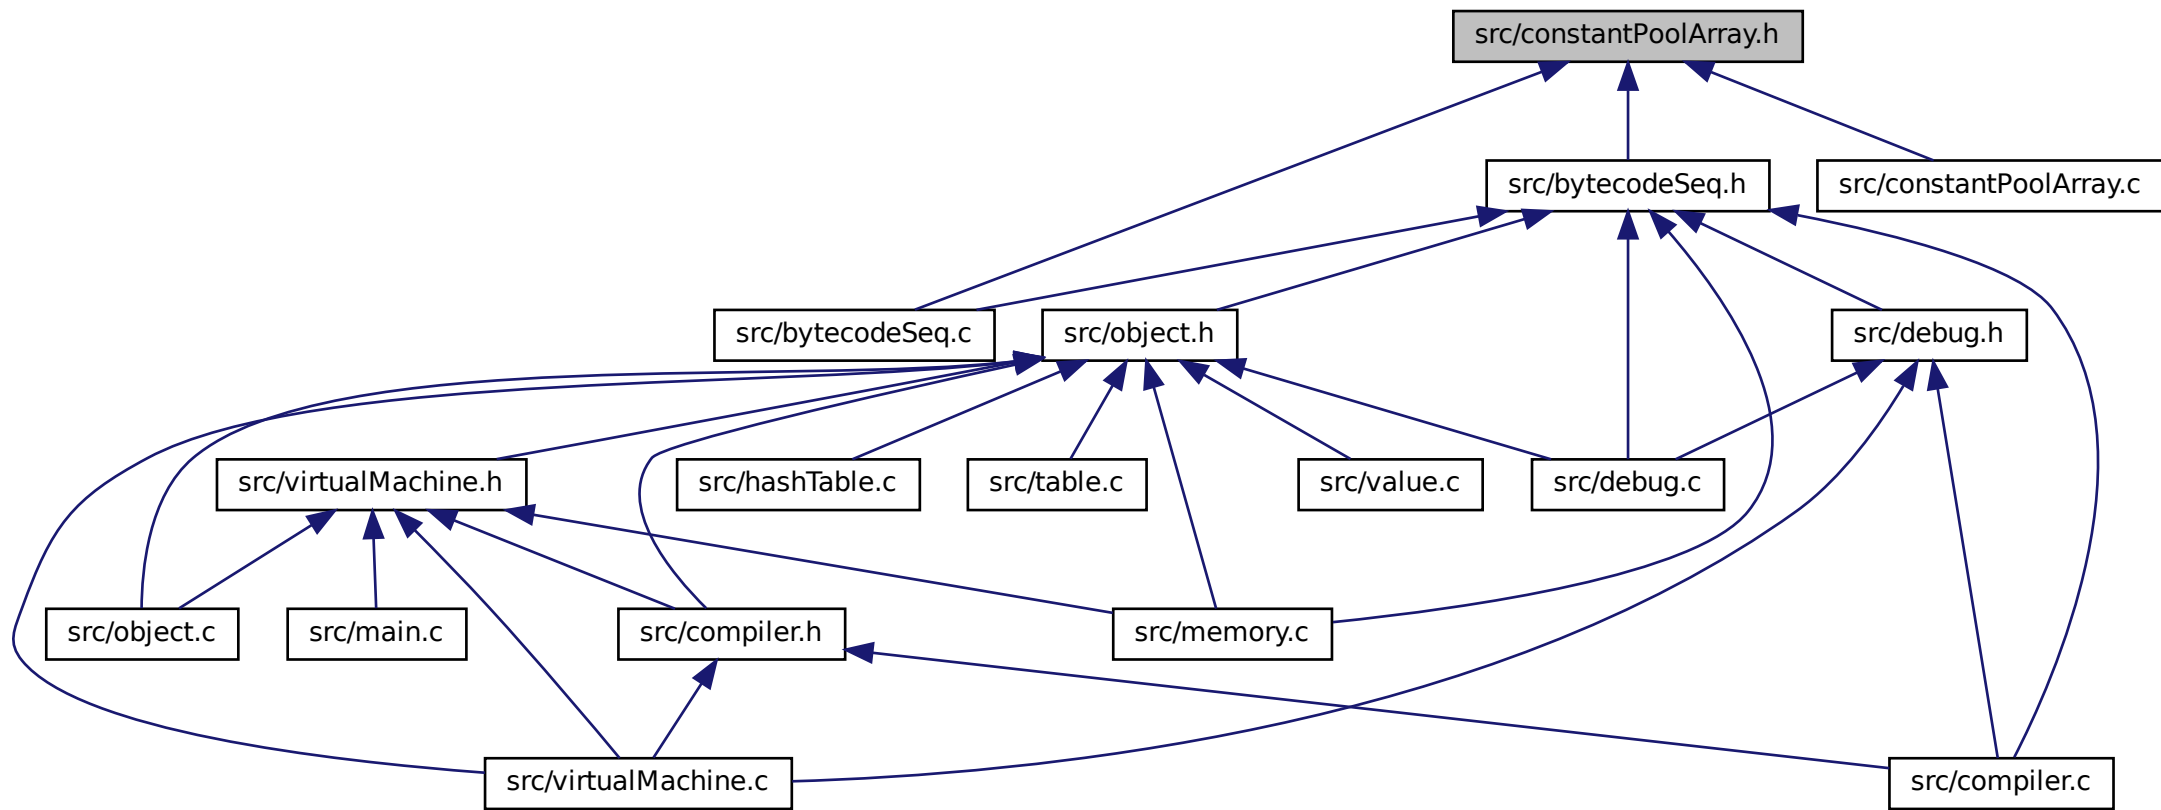 src/constantPoolArray.h
src/bytecodeSeq.h
src/constantPoolArray.c
src/bytecodeSeq.c
src/object.h
src/debug.h
src/virtualMachine.h
src/hashTable.c
src/table.c
src/value.c
src/debug.c
src/object.c
src/main.c
src/compiler.h
src/memory.c
src/virtualMachine.c
src/compiler.c